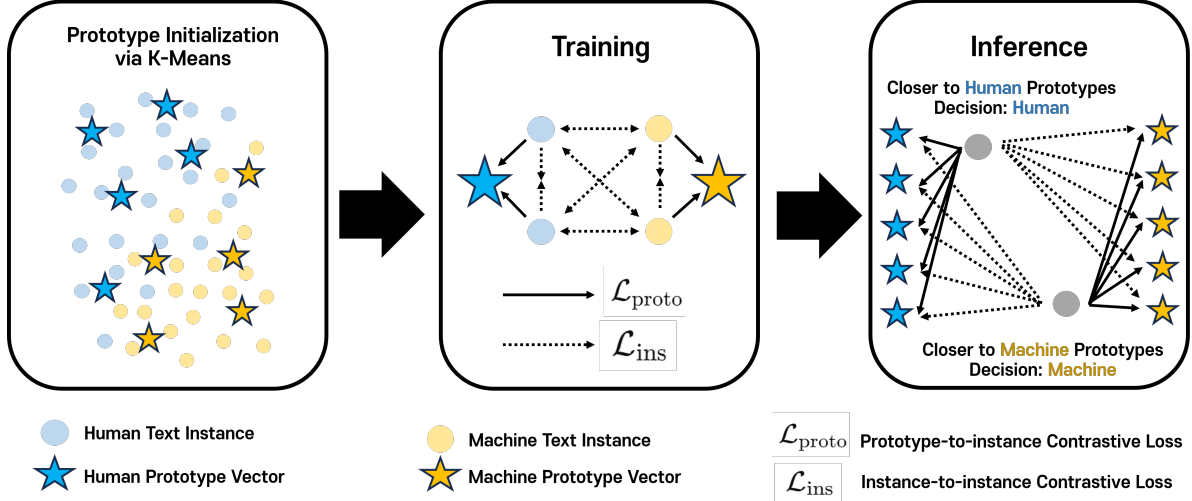 Prototype Initialization
via K-Means
Training
ℒproto
ℒins
Inference
Closer to Human Prototypes
Decision: Human
Closer to Machine Prototypes
Decision: Machine
Human Text Instance
Human Prototype Vector
Machine Text Instance
Machine Prototype Vector
ℒproto Prototype-to-instance Contrastive Loss
ℒins Instance-to-instance Contrastive Loss